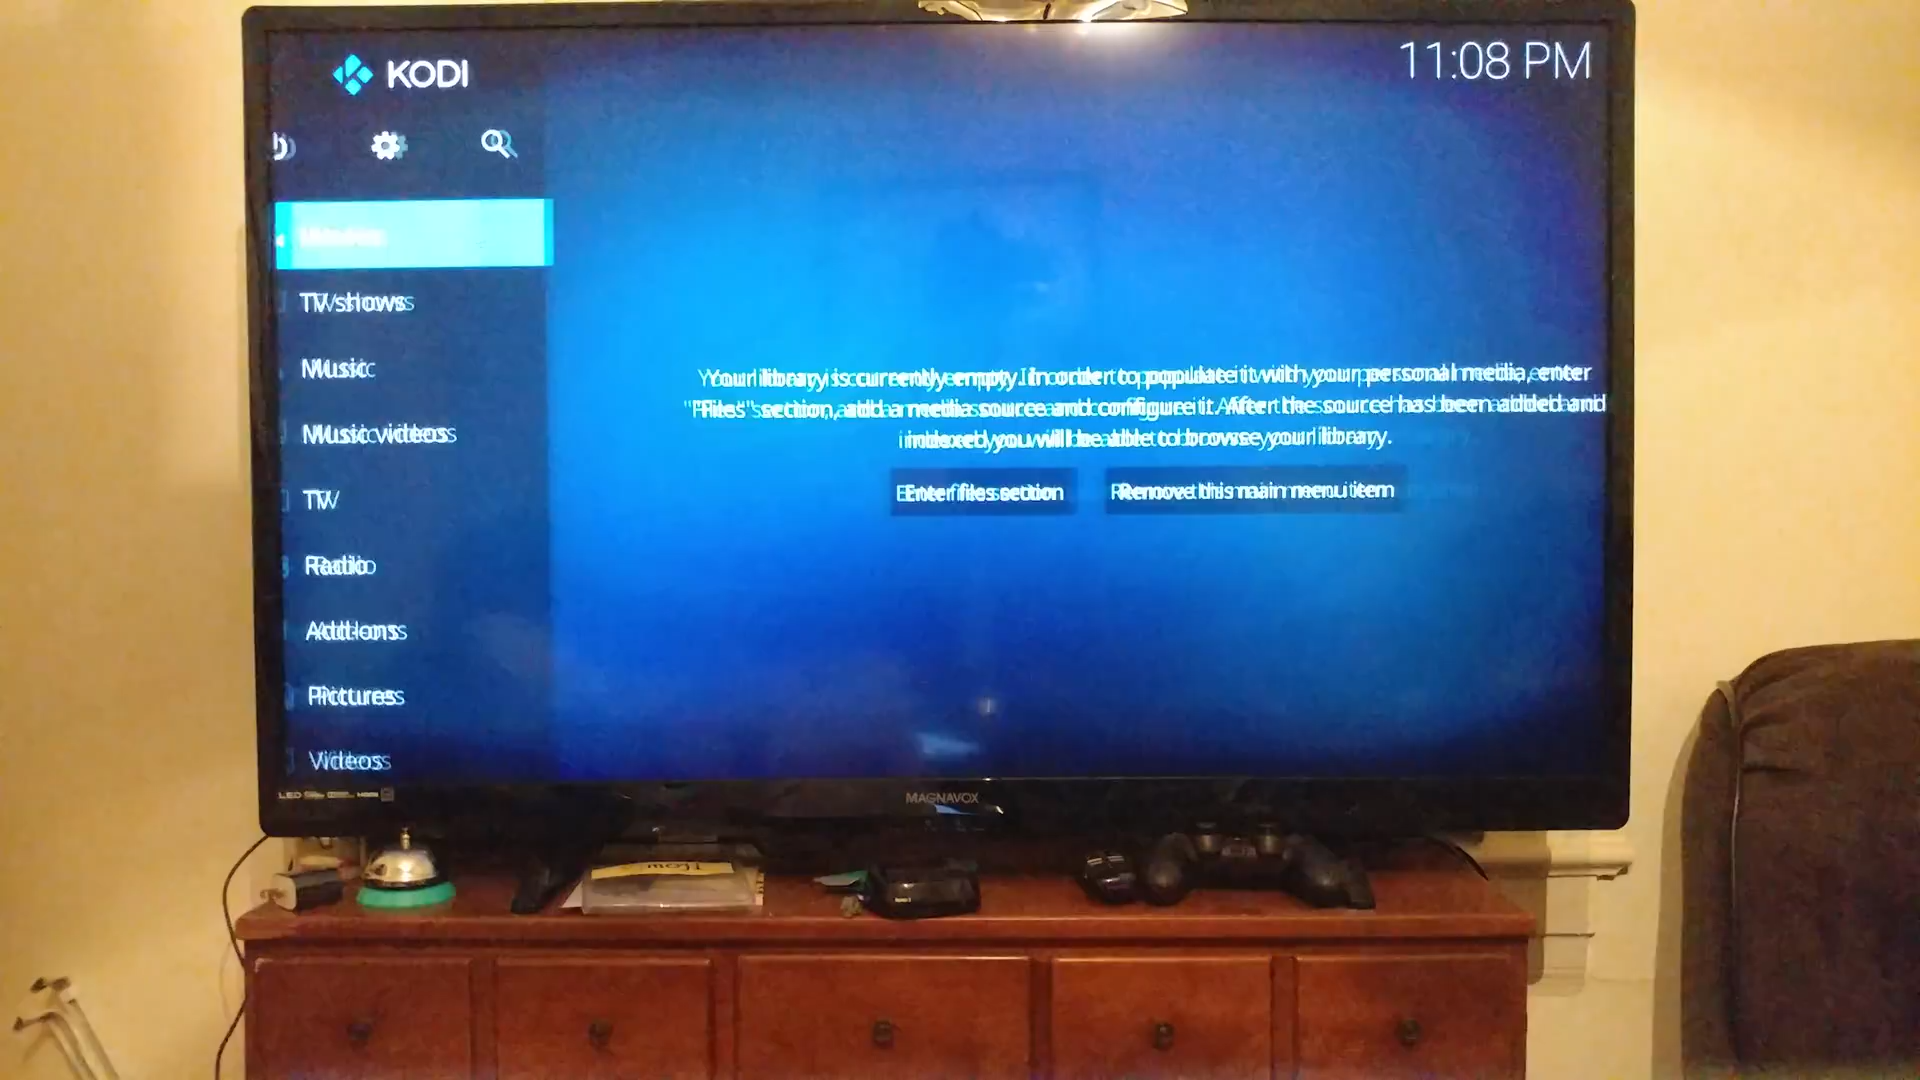 KODI
11:08 PM
Movies
TV shows
Music
Music videos
TV
Radio
Add-ons
Pictures
Videos
Your library is currently empty. In order to populate it with your personal media, enter
"Files" section, add a media source and configure it. After the source has been added and
indexed you will be able to browse your library.
Enter files section
Remove this main menu item
LED
HDMI
MAGNAVOX